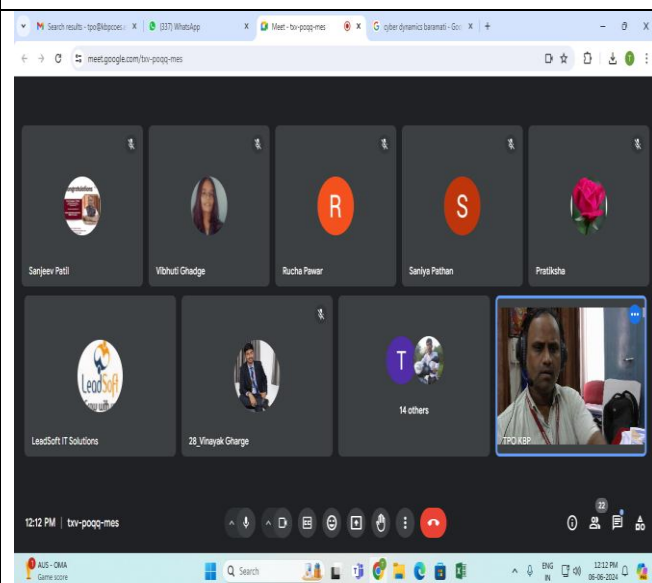 Search results - tpo@kbpcoes.
(337) WhatsApp
Meet - txv-poqq-mes
cyber dynamics baramati - Goo
meet.google.com/txv-poqq-mes
T
R
S
Sanjeev Patil
Vibhuti Ghadge
Rucha Pawar
Saniya Pathan
Pratiksha
LeadSoft
T
LeadSoft IT Solutions
28_Vinayak Gharge
14 others
TPO KBP
12:12 PM | txv-poqq-mes
22
AUS - OMA
Game score
Search
ENG
IN
12:12 PM
06-06-2024